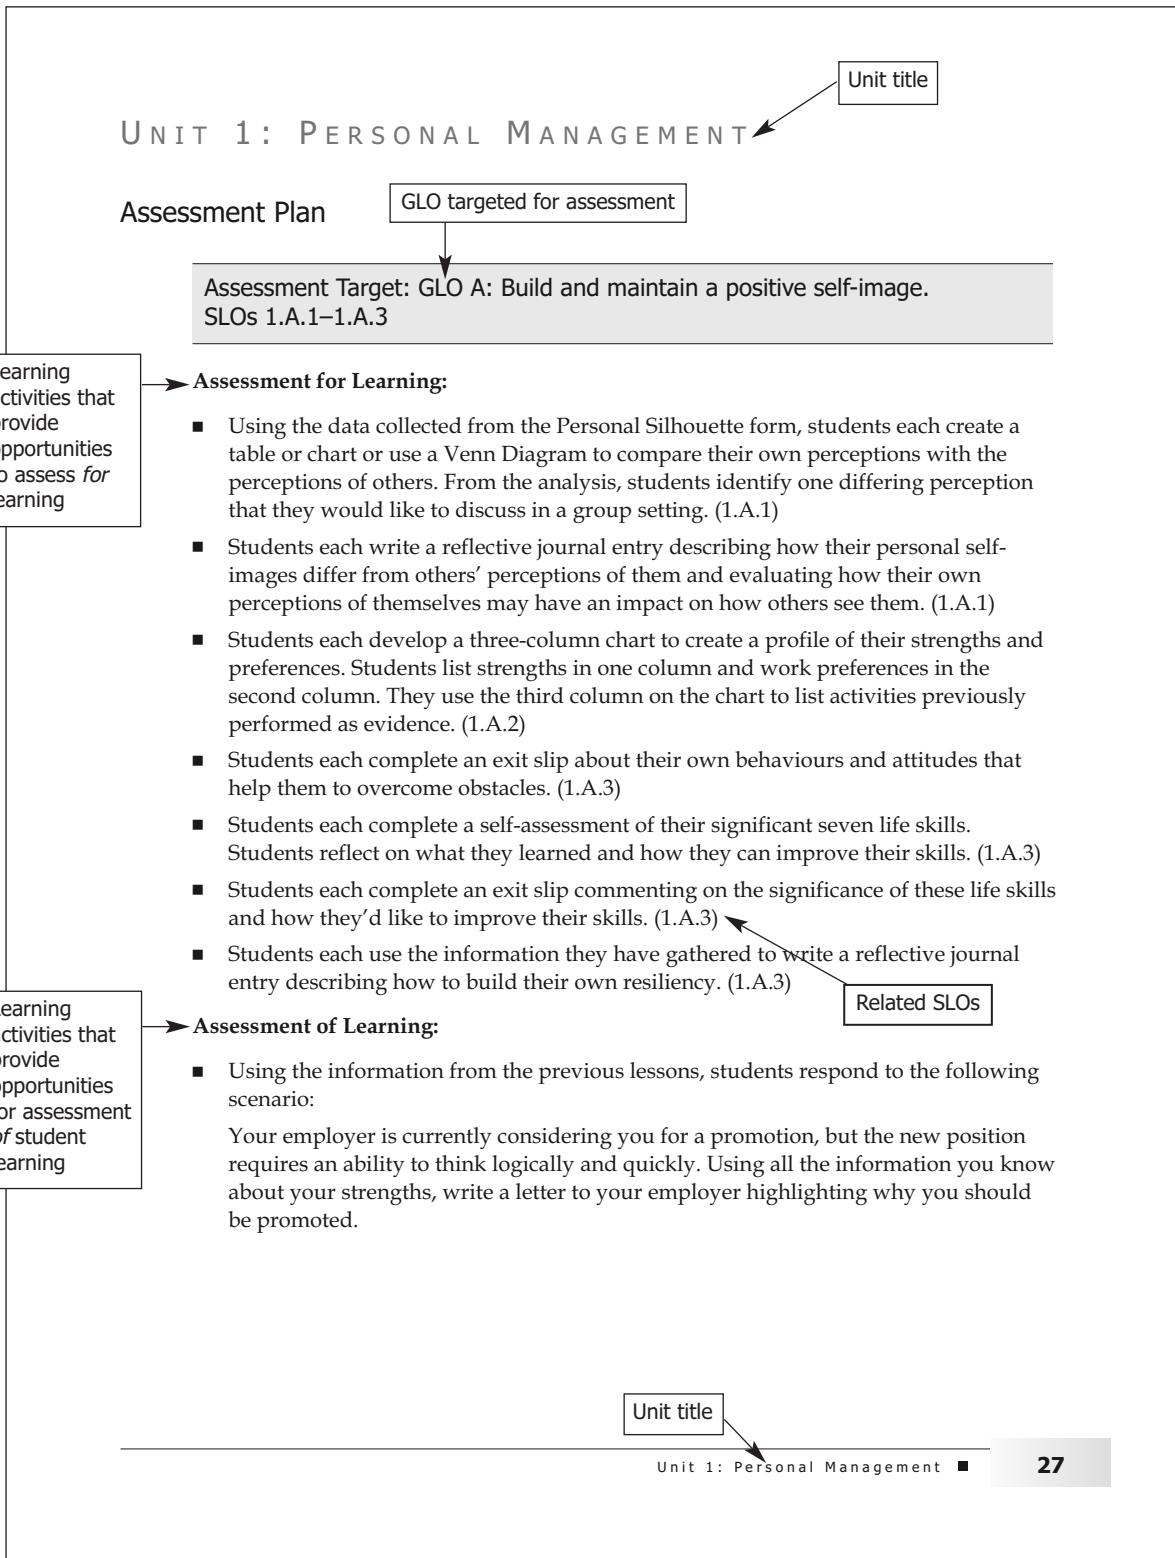 Unit title
UNIT 1: PERSONAL MANAGEMENT
Assessment Plan
GLO targeted for assessment
Assessment Target: GLO A: Build and maintain a positive self-image.
SLOs 1.A.1–1.A.3
earning
ctivities that
rovide
pportunities
o assess for
earning
Assessment for Learning:
■ Using the data collected from the Personal Silhouette form, students each create a
table or chart or use a Venn Diagram to compare their own perceptions with the
perceptions of others. From the analysis, students identify one differing perception
that they would like to discuss in a group setting. (1.A.1)
■ Students each write a reflective journal entry describing how their personal self-
images differ from others’ perceptions of them and evaluating how their own
perceptions of themselves may have an impact on how others see them. (1.A.1)
■ Students each develop a three-column chart to create a profile of their strengths and
preferences. Students list strengths in one column and work preferences in the
second column. They use the third column on the chart to list activities previously
performed as evidence. (1.A.2)
■ Students each complete an exit slip about their own behaviours and attitudes that
help them to overcome obstacles. (1.A.3)
■ Students each complete a self-assessment of their significant seven life skills.
Students reflect on what they learned and how they can improve their skills. (1.A.3)
■ Students each complete an exit slip commenting on the significance of these life skills
and how they’d like to improve their skills. (1.A.3)
■ Students each use the information they have gathered to write a reflective journal
entry describing how to build their own resiliency. (1.A.3)
Related SLOs
earning
ctivities that
rovide
pportunities
or assessment
of student
earning
Assessment of Learning:
■ Using the information from the previous lessons, students respond to the following
scenario:
Your employer is currently considering you for a promotion, but the new position
requires an ability to think logically and quickly. Using all the information you know
about your strengths, write a letter to your employer highlighting why you should
be promoted.
Unit title
Unit 1: Personal Management ■ 27